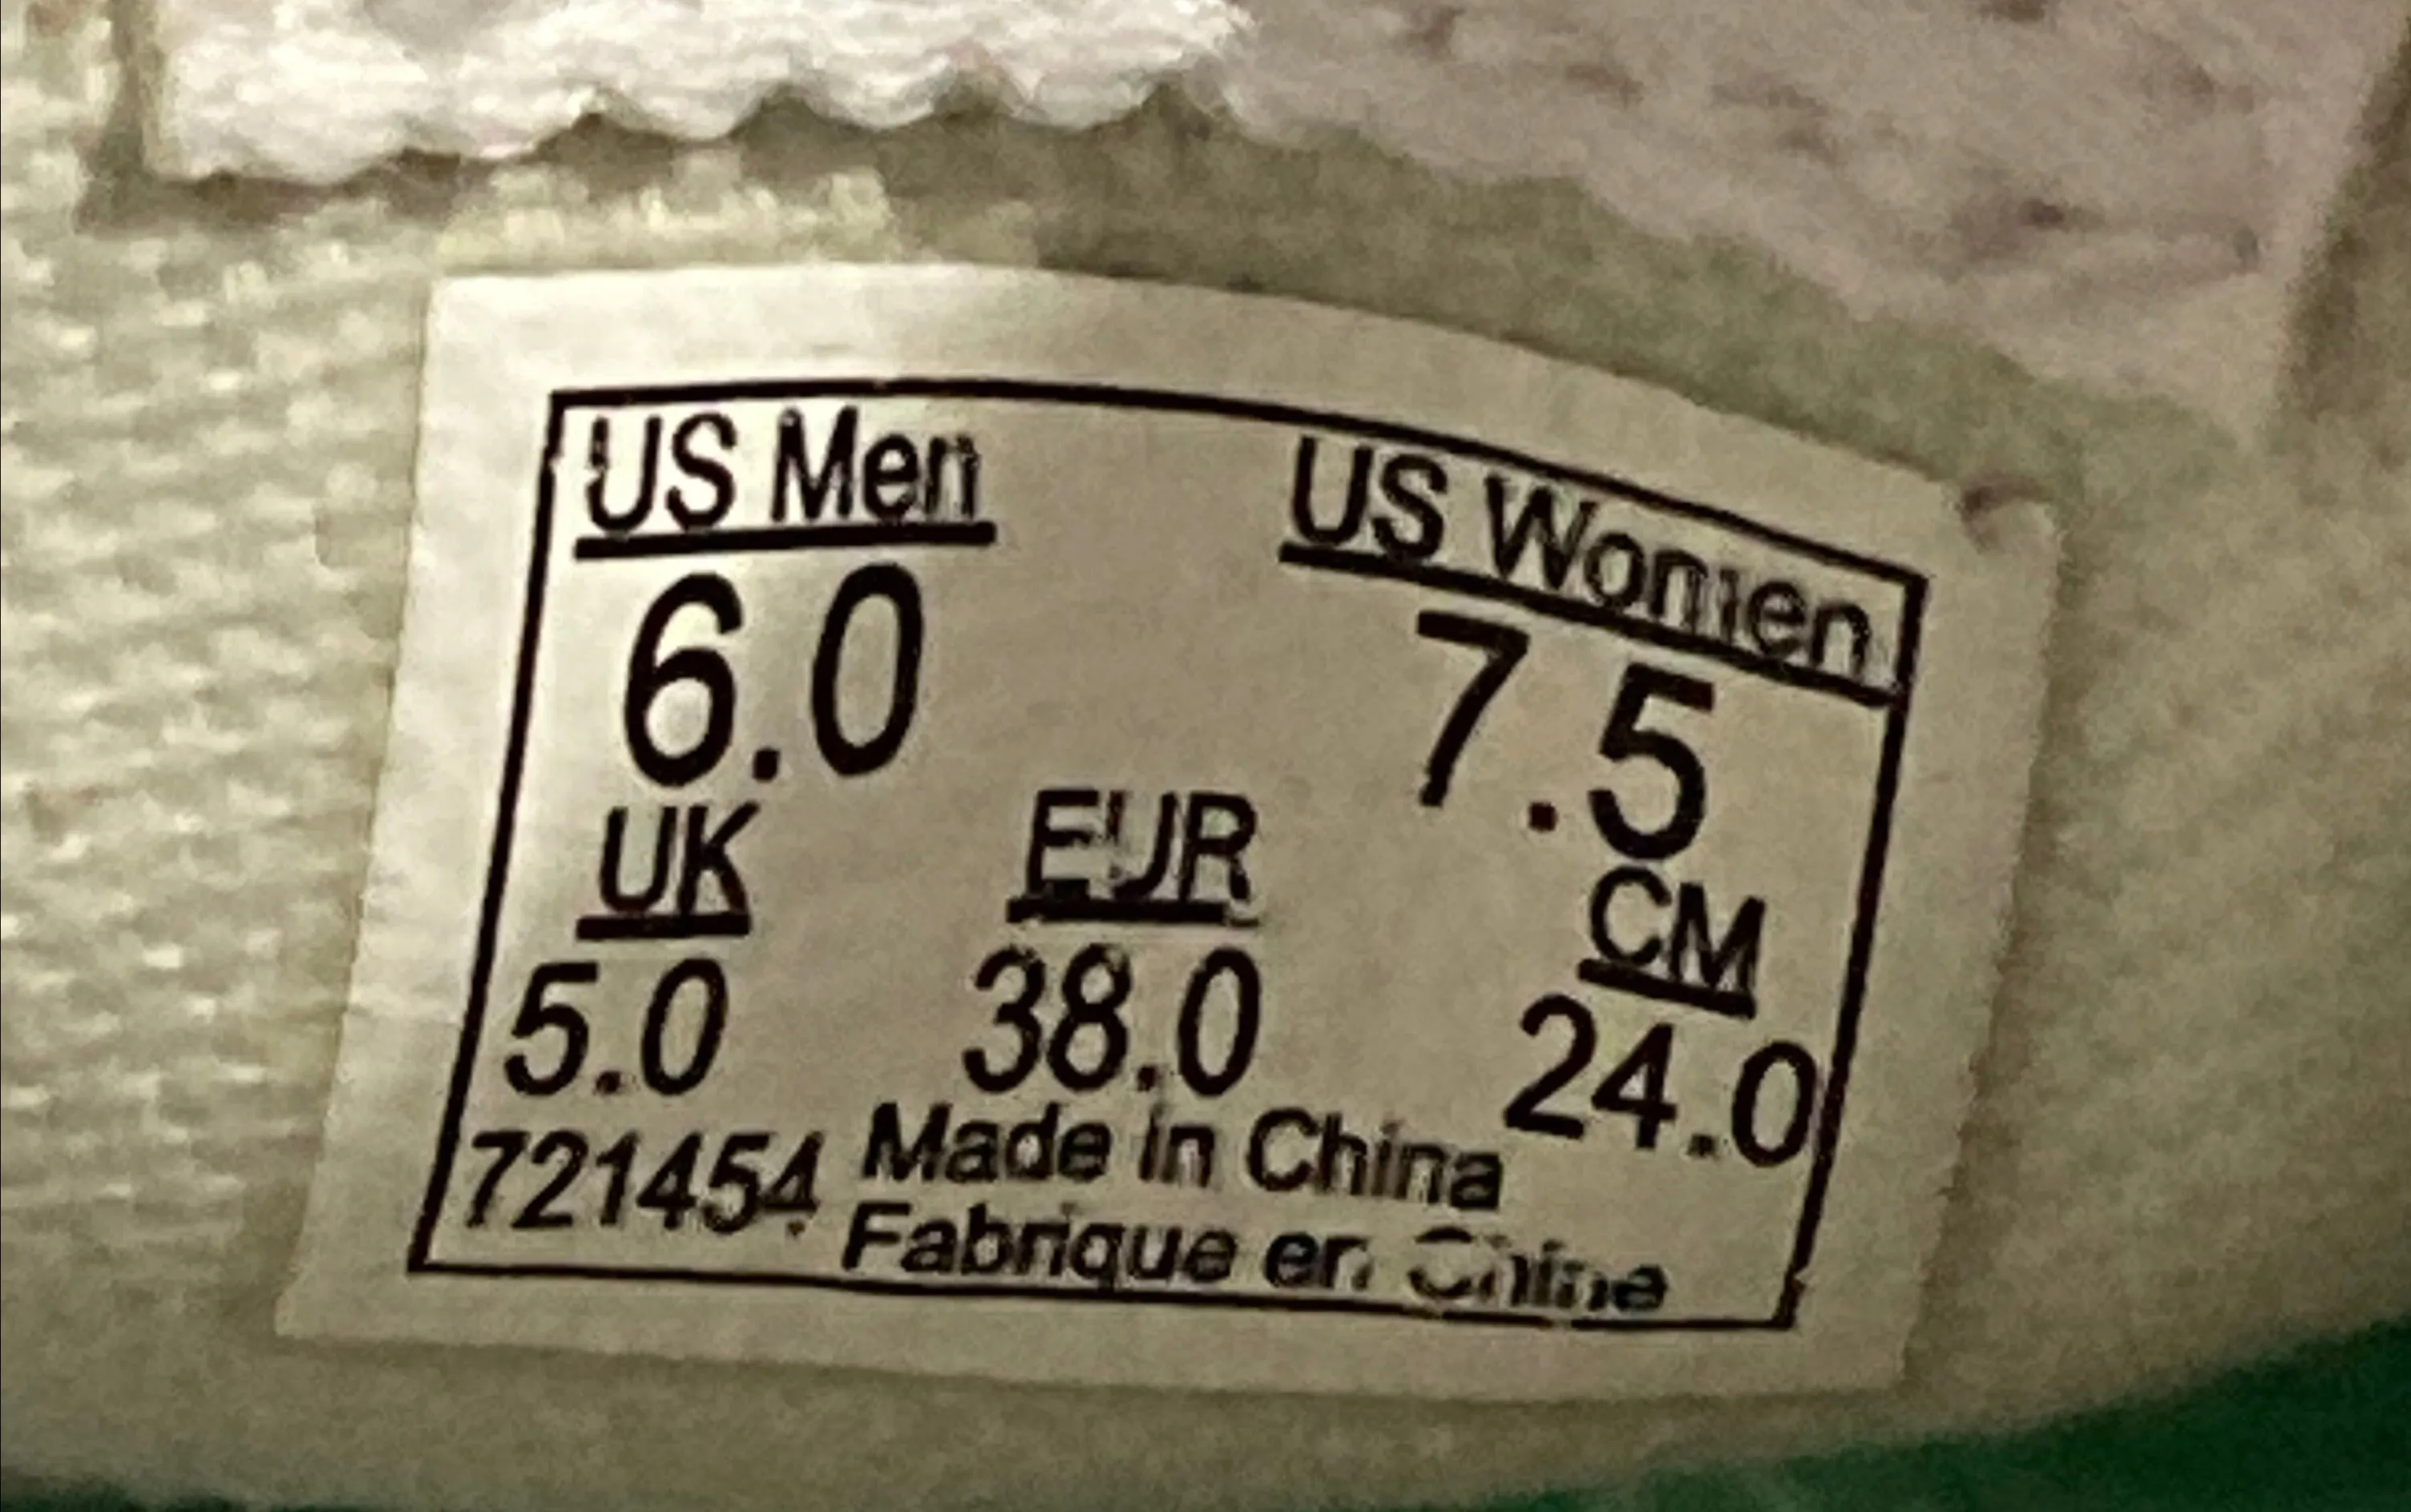 US Men US Women
6.0 7.5
UK EUR CM
5.0 38.0 24.0
721454 Made in China
Fabrique en Chine